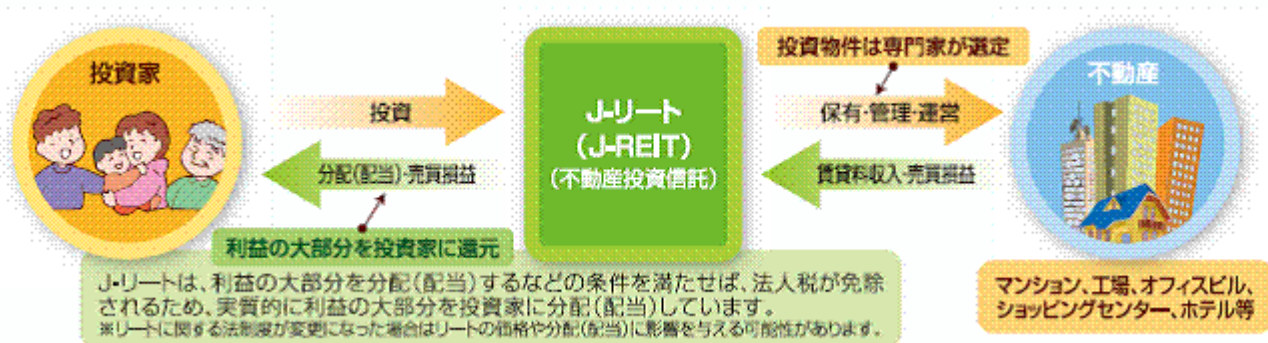 投資家
投資
分配(配当)・売買損益
利益の大部分を投資家に還元
J-リート
(J-REIT)
(不動産投資信託)
投資物件は専門家が選定
保有・管理・運営
賃貸料収入・売買損益
不動産
マンション、工場、オフィスビル、
ショッピングセンター、ホテル等
J-リートは、利益の大部分を分配(配当)するなどの条件を満たせば、法人税が免除
されるため、実質的に利益の大部分を投資家に分配(配当)しています。
※リートに関する法制度が変更になった場合はリートの価格や分配(配当)に影響を与える可能性があります。